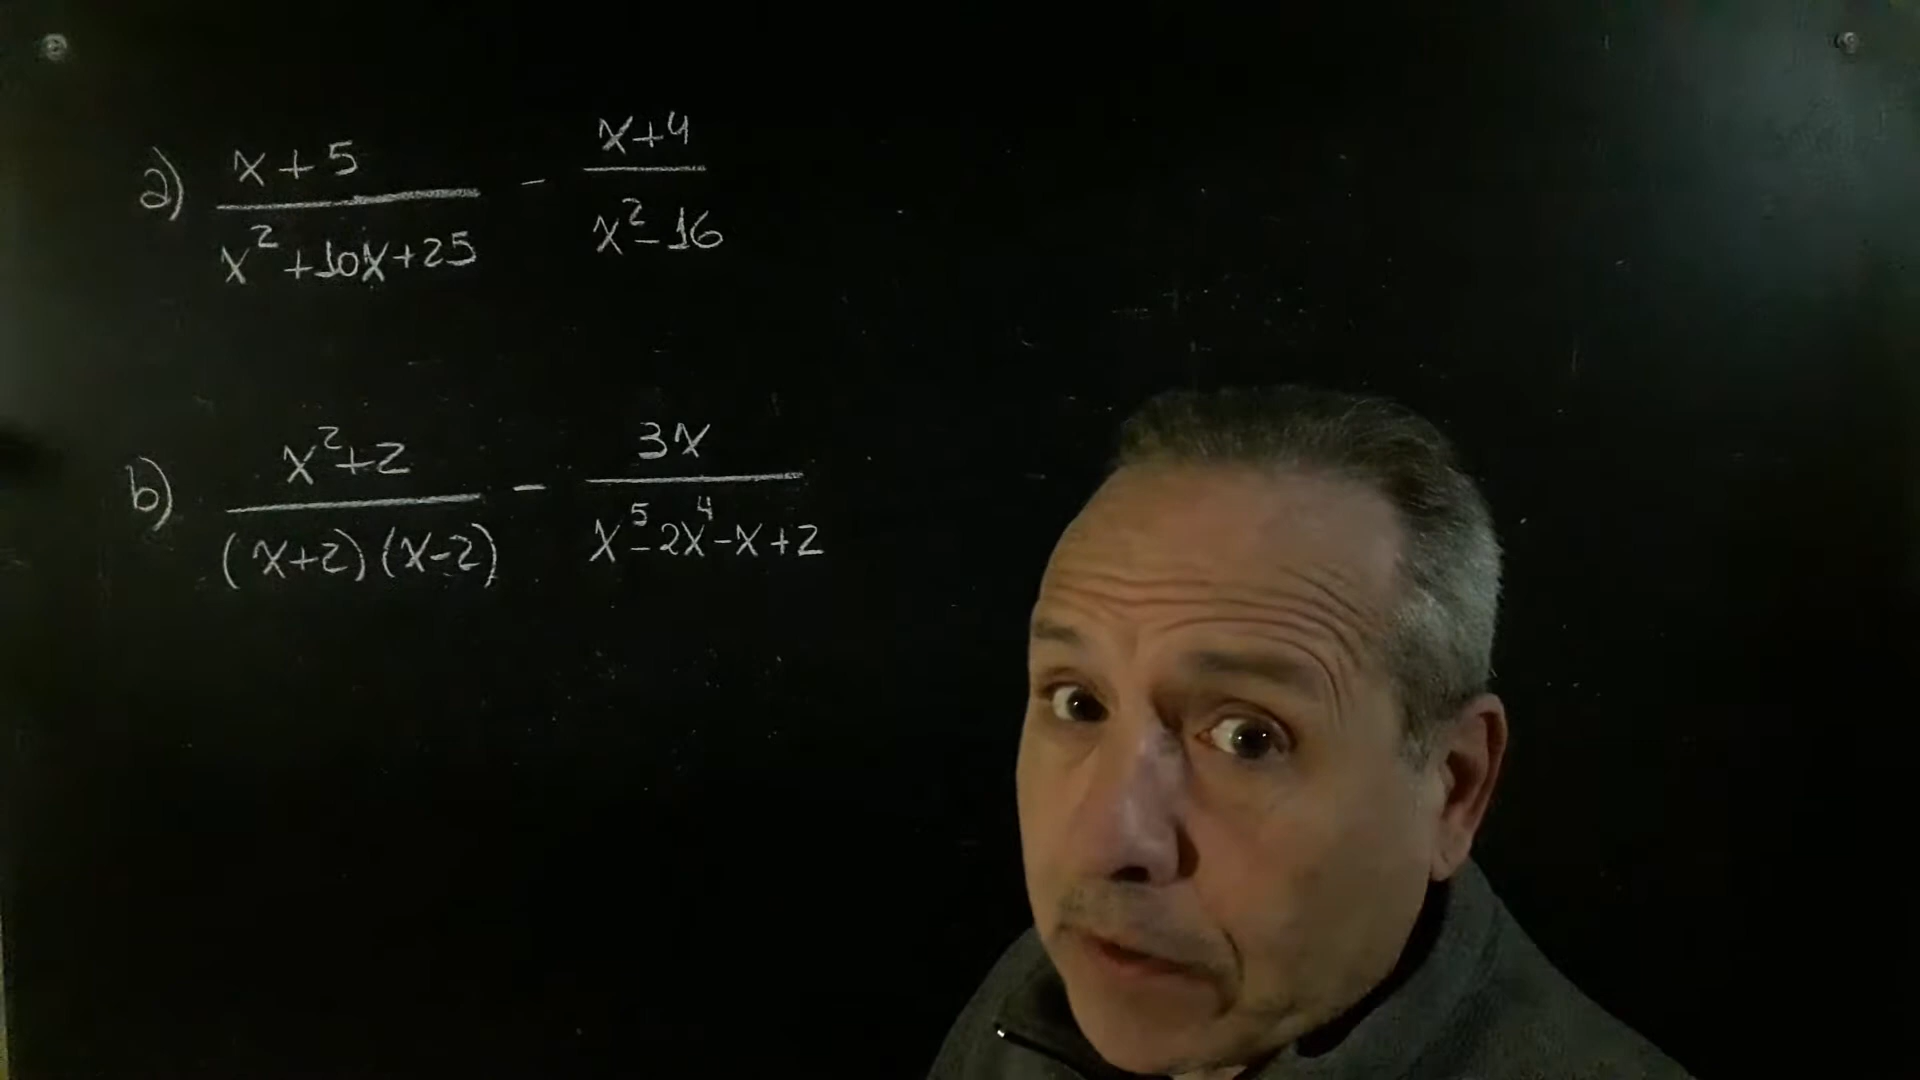 a) x+5 / x²+10x+25 - x+4 / x²-16
b) x²+2 / (x+2)(x-2) - 3x / x⁵-2x⁴-x+2